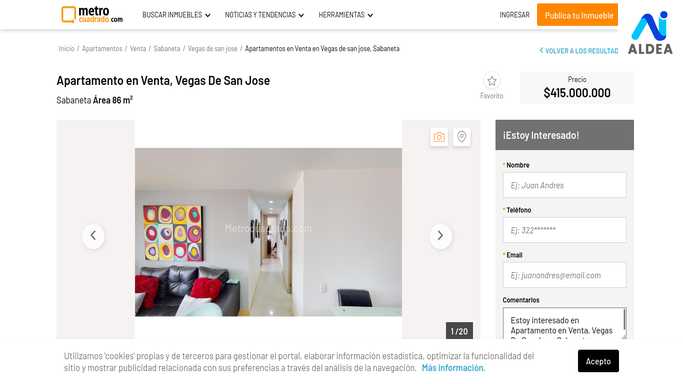 metro
cuadrado.com
BUSCAR INMUEBLES
NOTICIAS Y TENDENCIAS
HERRAMIENTAS
INGRESAR
Publica tu Inmueble
ALDEA
Inicio / Apartamentos / Venta / Sabaneta / Vegas de san jose / Apartamentos en Venta en Vegas de san jose, Sabaneta
VOLVER A LOS RESULTAD
Apartamento en Venta, Vegas De San Jose
Sabaneta Área 86 m²
Favorito
Precio
$415.000.000
Metrocuadrado.com
1 / 20
¡Estoy Interesado!
* Nombre
Ej: Juan Andres
* Teléfono
Ej: 322*******
* Email
Ej: juanandres@email.com
Comentarios
Estoy interesado en
Apartamento en Venta, Vegas
Utilizamos 'cookies' propias y de terceros para gestionar el portal, elaborar información estadística, optimizar la funcionalidad del
sitio y mostrar publicidad relacionada con sus preferencias a través del análisis de la navegación. Más información.
Acepto